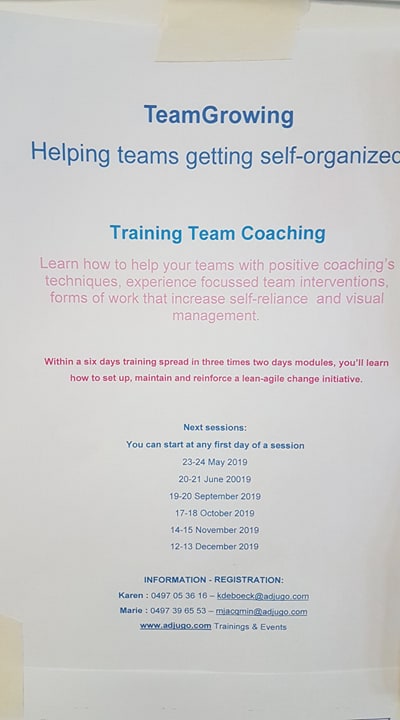 TeamGrowing
Helping teams getting self-organized
Training Team Coaching
Learn how to help your teams with positive coaching's
techniques, experience focussed team interventions,
forms of work that increase self-reliance and visual
management.
Within a six days training spread in three times two days modules, you'll learn
how to set up, maintain and reinforce a lean-agile change initiative.
Next sessions:
You can start at any first day of a session
23-24 May 2019
20-21 June 20019
19-20 September 2019
17-18 October 2019
14-15 November 2019
12-13 December 2019
INFORMATION - REGISTRATION:
Karen : 0497 05 36 16 – kdeboeck@adjugo.com
Marie : 0497 39 65 53 – mjacqmin@adjugo.com
www.adjugo.com Trainings & Events